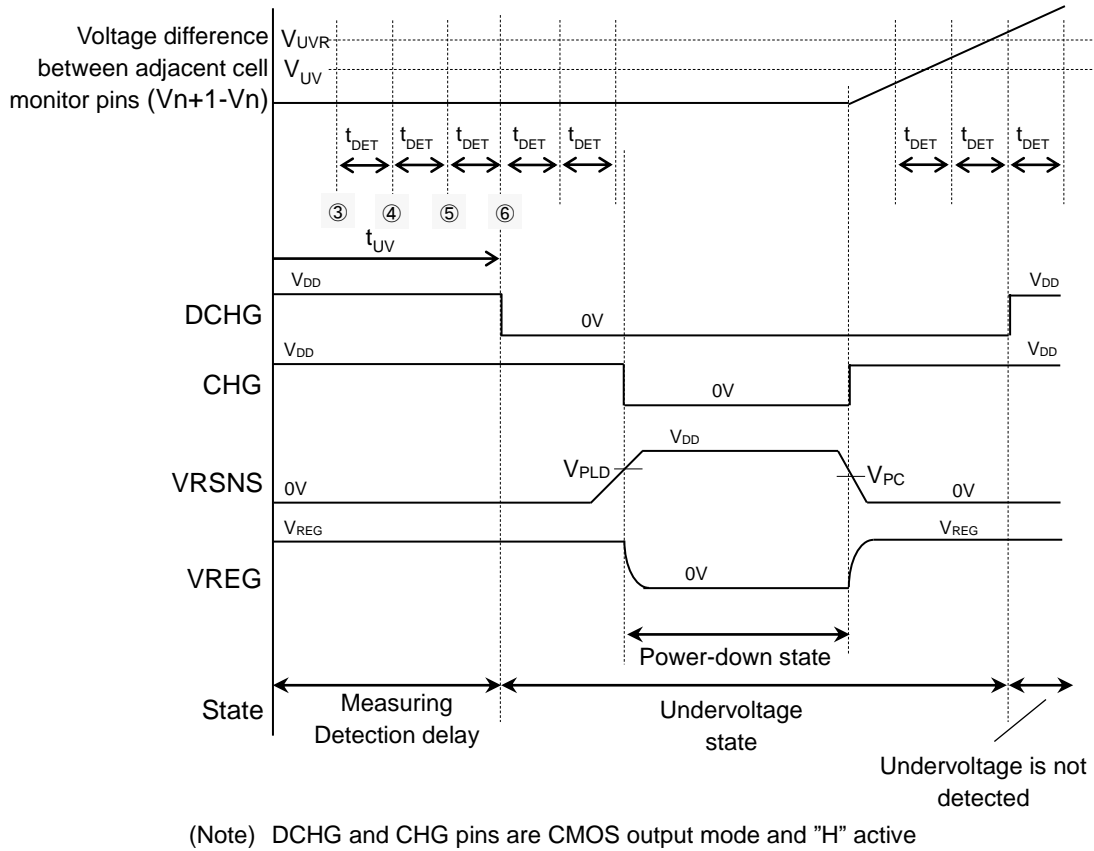 Voltage difference
between adjacent cell
monitor pins (Vn+1-Vn)
VUVR
VUV
tDET tDET tDET tDET tDET tDET tDET tDET
③ ④ ⑤ ⑥
tUV
DCHG
VDD
0V
VDD
CHG
VDD
0V
VDD
VRSNS
0V
VPLD
VDD
VPC
0V
VREG
VREG
0V
VREG
Power-down state
State
Measuring
Detection delay
Undervoltage
state
Undervoltage is not
detected
(Note) DCHG and CHG pins are CMOS output mode and ”H” active